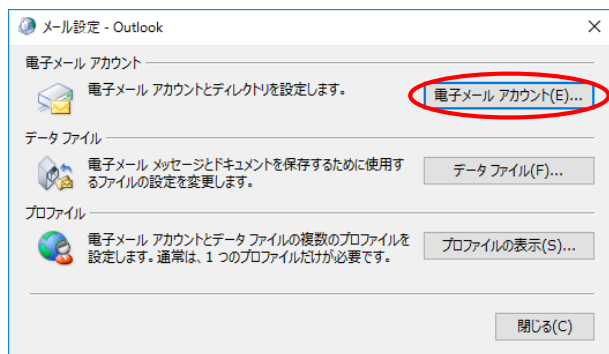 メール設定 - Outlook
電子メール アカウント
電子メール アカウントとディレクトリを設定します。
電子メール アカウント(E)...
データ ファイル
電子メール メッセージとドキュメントを保存するために使用す
るファイルの設定を変更します。
データ ファイル(F)...
プロファイル
電子メール アカウントとデータ ファイルの複数のプロファイルを
設定します。通常は、1 つのプロファイルだけが必要です。
プロファイルの表示(S)...
閉じる(C)